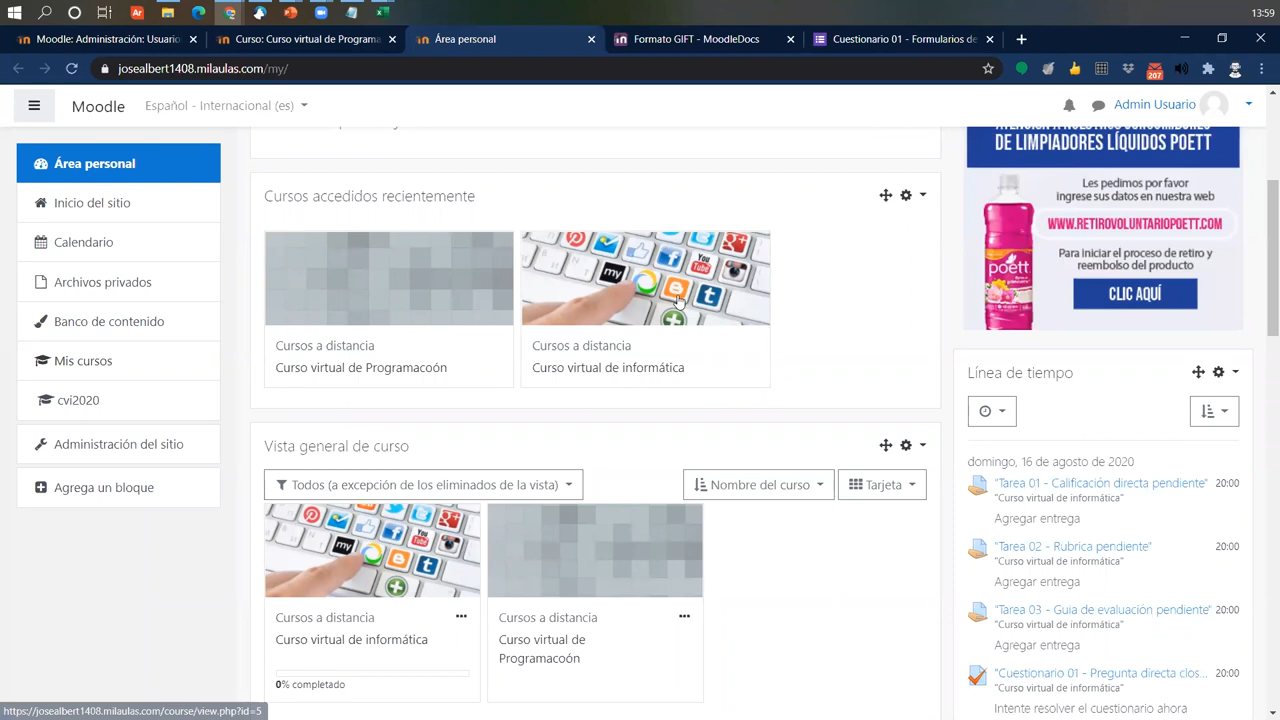 13:59
Moodle: Administración: Usuario
Curso: Curso virtual de Programa
Área personal
Formato GIFT - MoodleDocs
Cuestionario 01 - Formularios de
josealbert1408.milaulas.com/my/
207
Moodle
Español - Internacional (es)
Admin Usuario
Área personal
Inicio del sitio
Calendario
Archivos privados
Banco de contenido
Mis cursos
cvi2020
Administración del sitio
Agrega un bloque
Cursos accedidos recientemente
my
You
Tube
Cursos a distancia
Curso virtual de Programacoón
Cursos a distancia
Curso virtual de informática
Vista general de curso
Todos (a excepción de los eliminados de la vista)
Nombre del curso
Tarjeta
my
You
Tube
Cursos a distancia
Curso virtual de informática
0% completado
Cursos a distancia
Curso virtual de
Programacoón
DE LIMPIADORES LÍQUIDOS POETT
Les pedimos por favor
ingrese sus datos en nuestra web
WWW.RETIROVOLUNTARIOPOETT.COM
Para iniciar el proceso de retiro y
reembolso del producto
CLIC AQUÍ
poett
Línea de tiempo
domingo, 16 de agosto de 2020
"Tarea 01 - Calificación directa pendiente" 20:00
"Curso virtual de informática"
Agregar entrega
"Tarea 02 - Rubrica pendiente" 20:00
"Curso virtual de informática"
Agregar entrega
"Tarea 03 - Guia de evaluación pendiente" 20:00
"Curso virtual de informática"
Agregar entrega
"Cuestionario 01 - Pregunta directa clos... 20:00
"Curso virtual de informática"
Intente resolver el cuestionario ahora
https://josealbert1408.milaulas.com/course/view.php?id=5